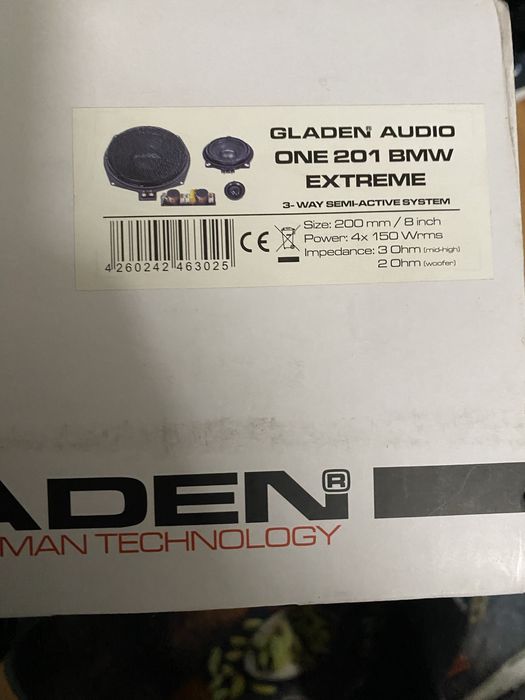 GLADEN® AUDIO
ONE 201 BMW
EXTREME
3-WAY SEMI-ACTIVE SYSTEM
Size: 200 mm / 8 inch
Power: 4x 150 Wrms
Impedance: 3 Ohm (mid-high)
2 Ohm (woofer)
CE
4 260242 463025
ADEN®
MAN TECHNOLOGY